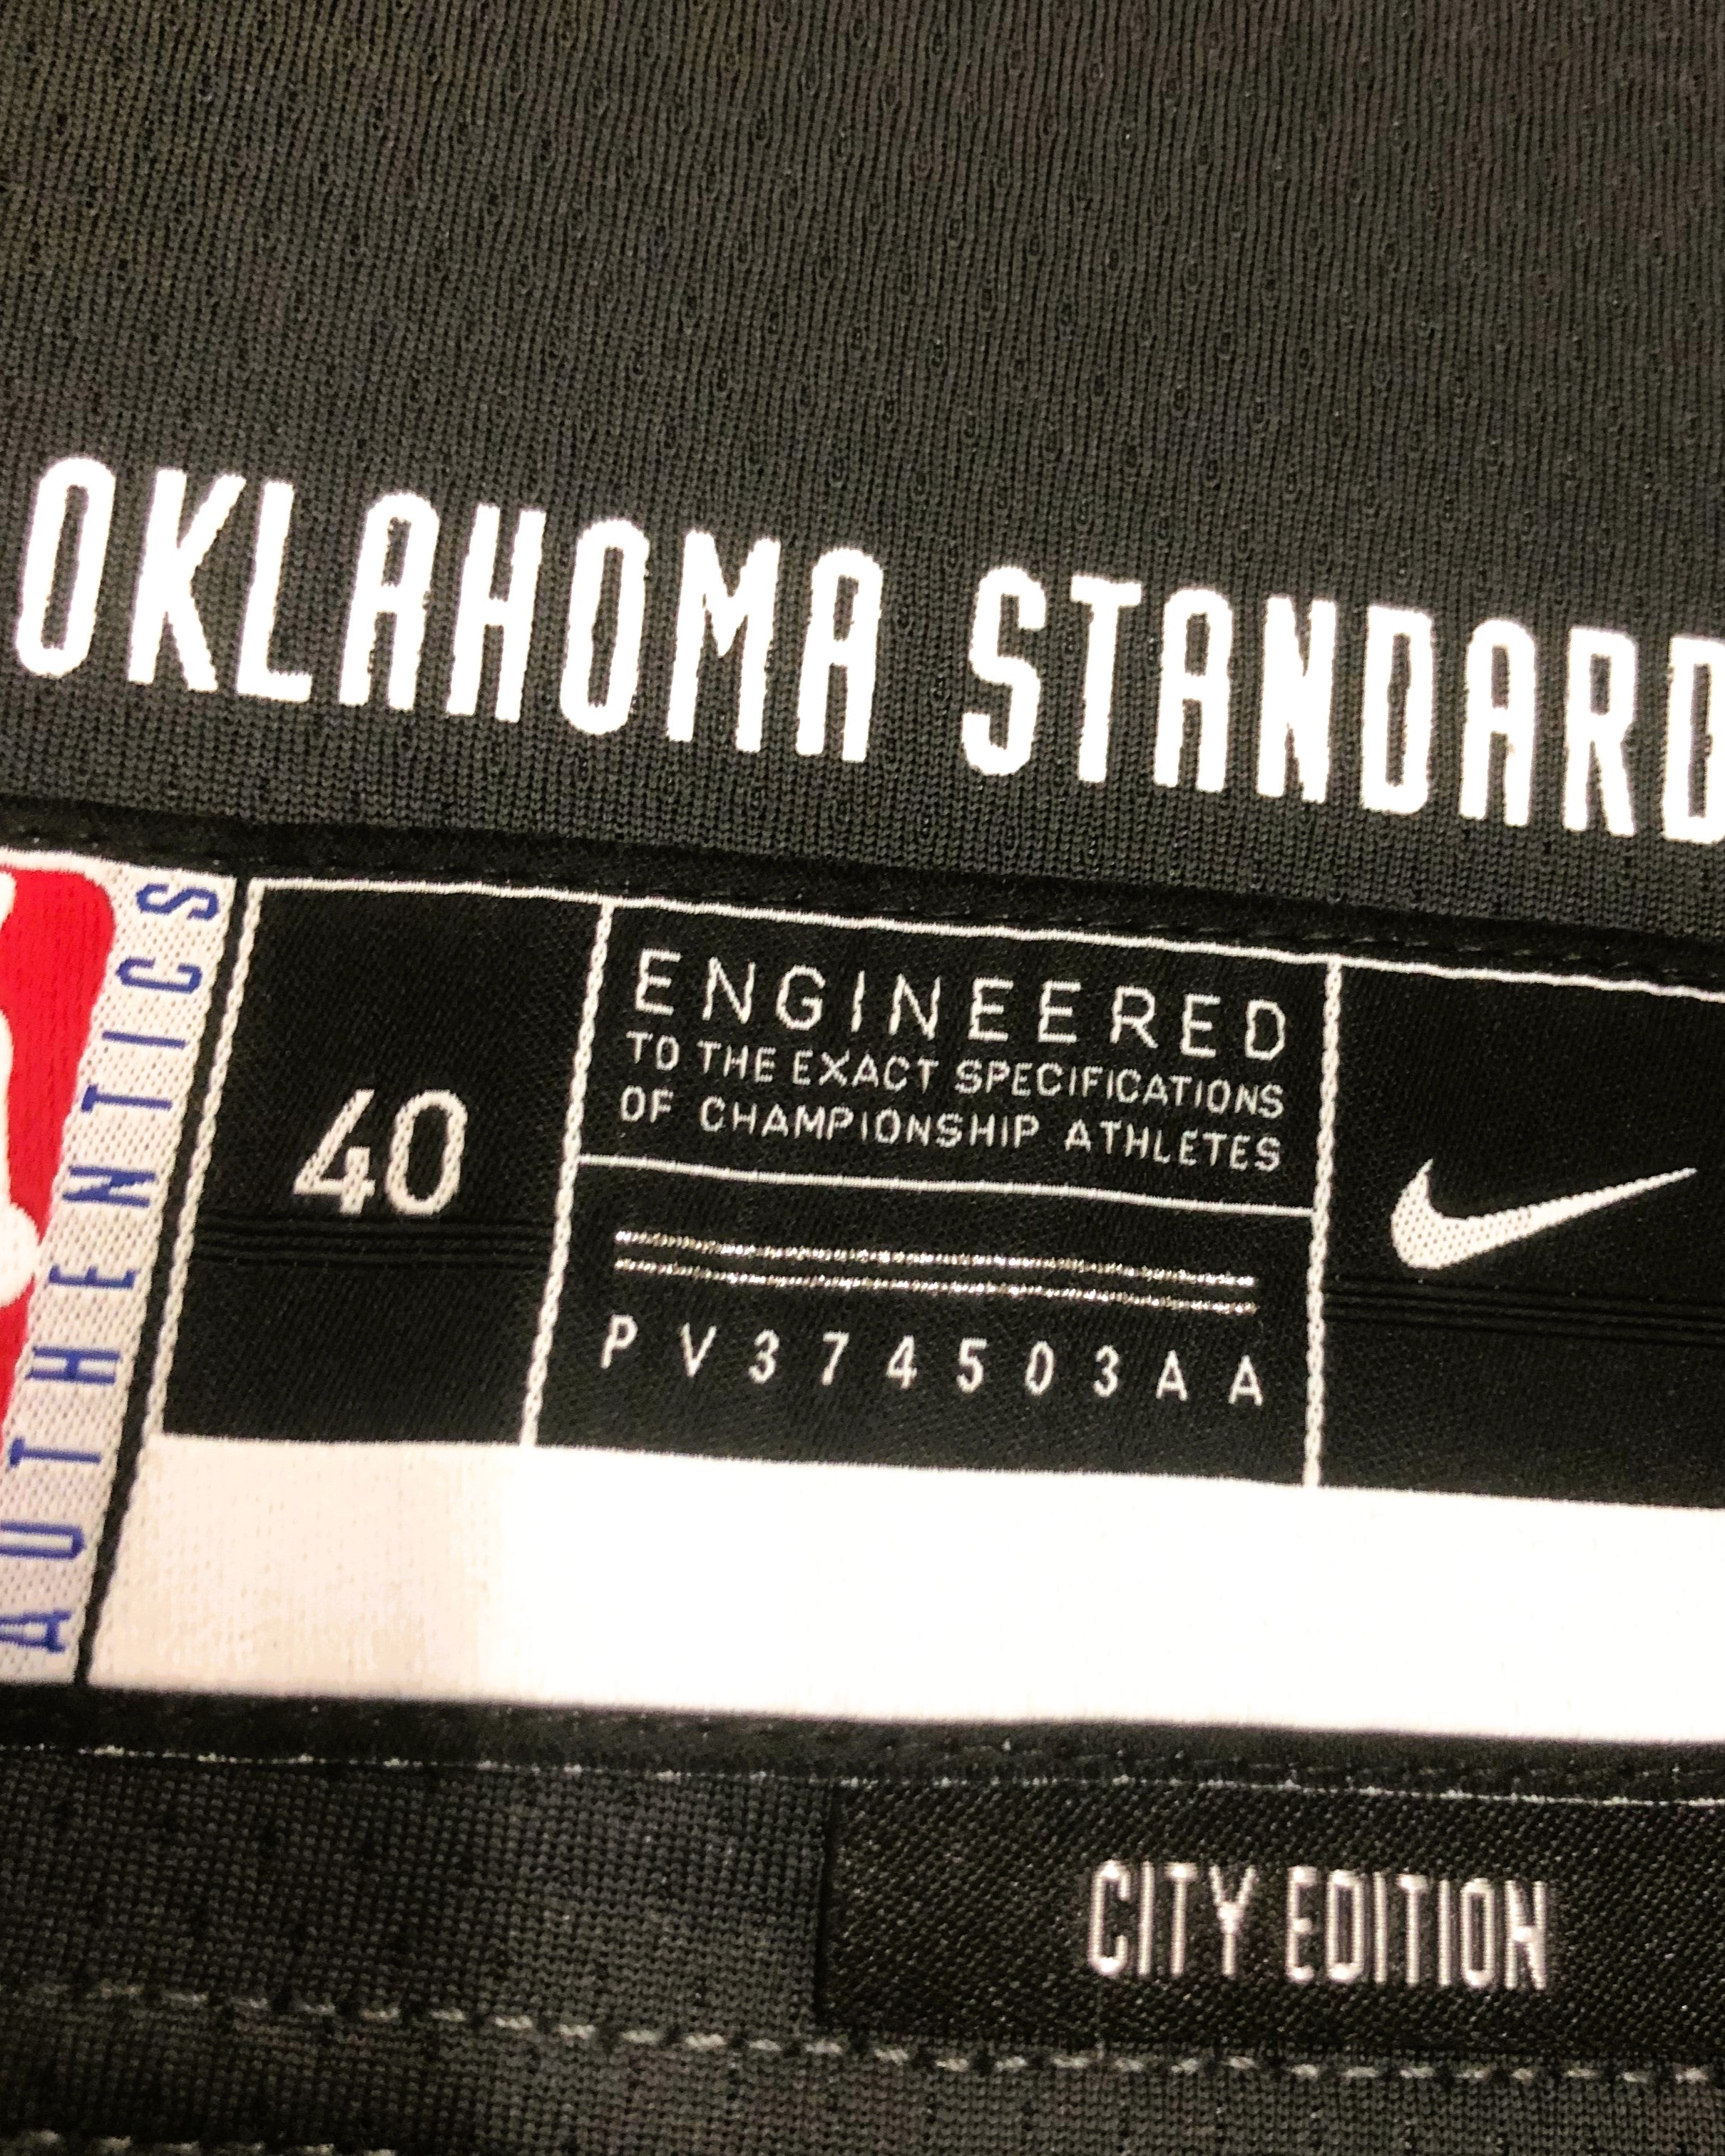 OKLAHOMA STANDARD
AUTHENTICS
40
ENGINEERED
TO THE EXACT SPECIFICATIONS
OF CHAMPIONSHIP ATHLETES
PV374503AA
CITY EDITION